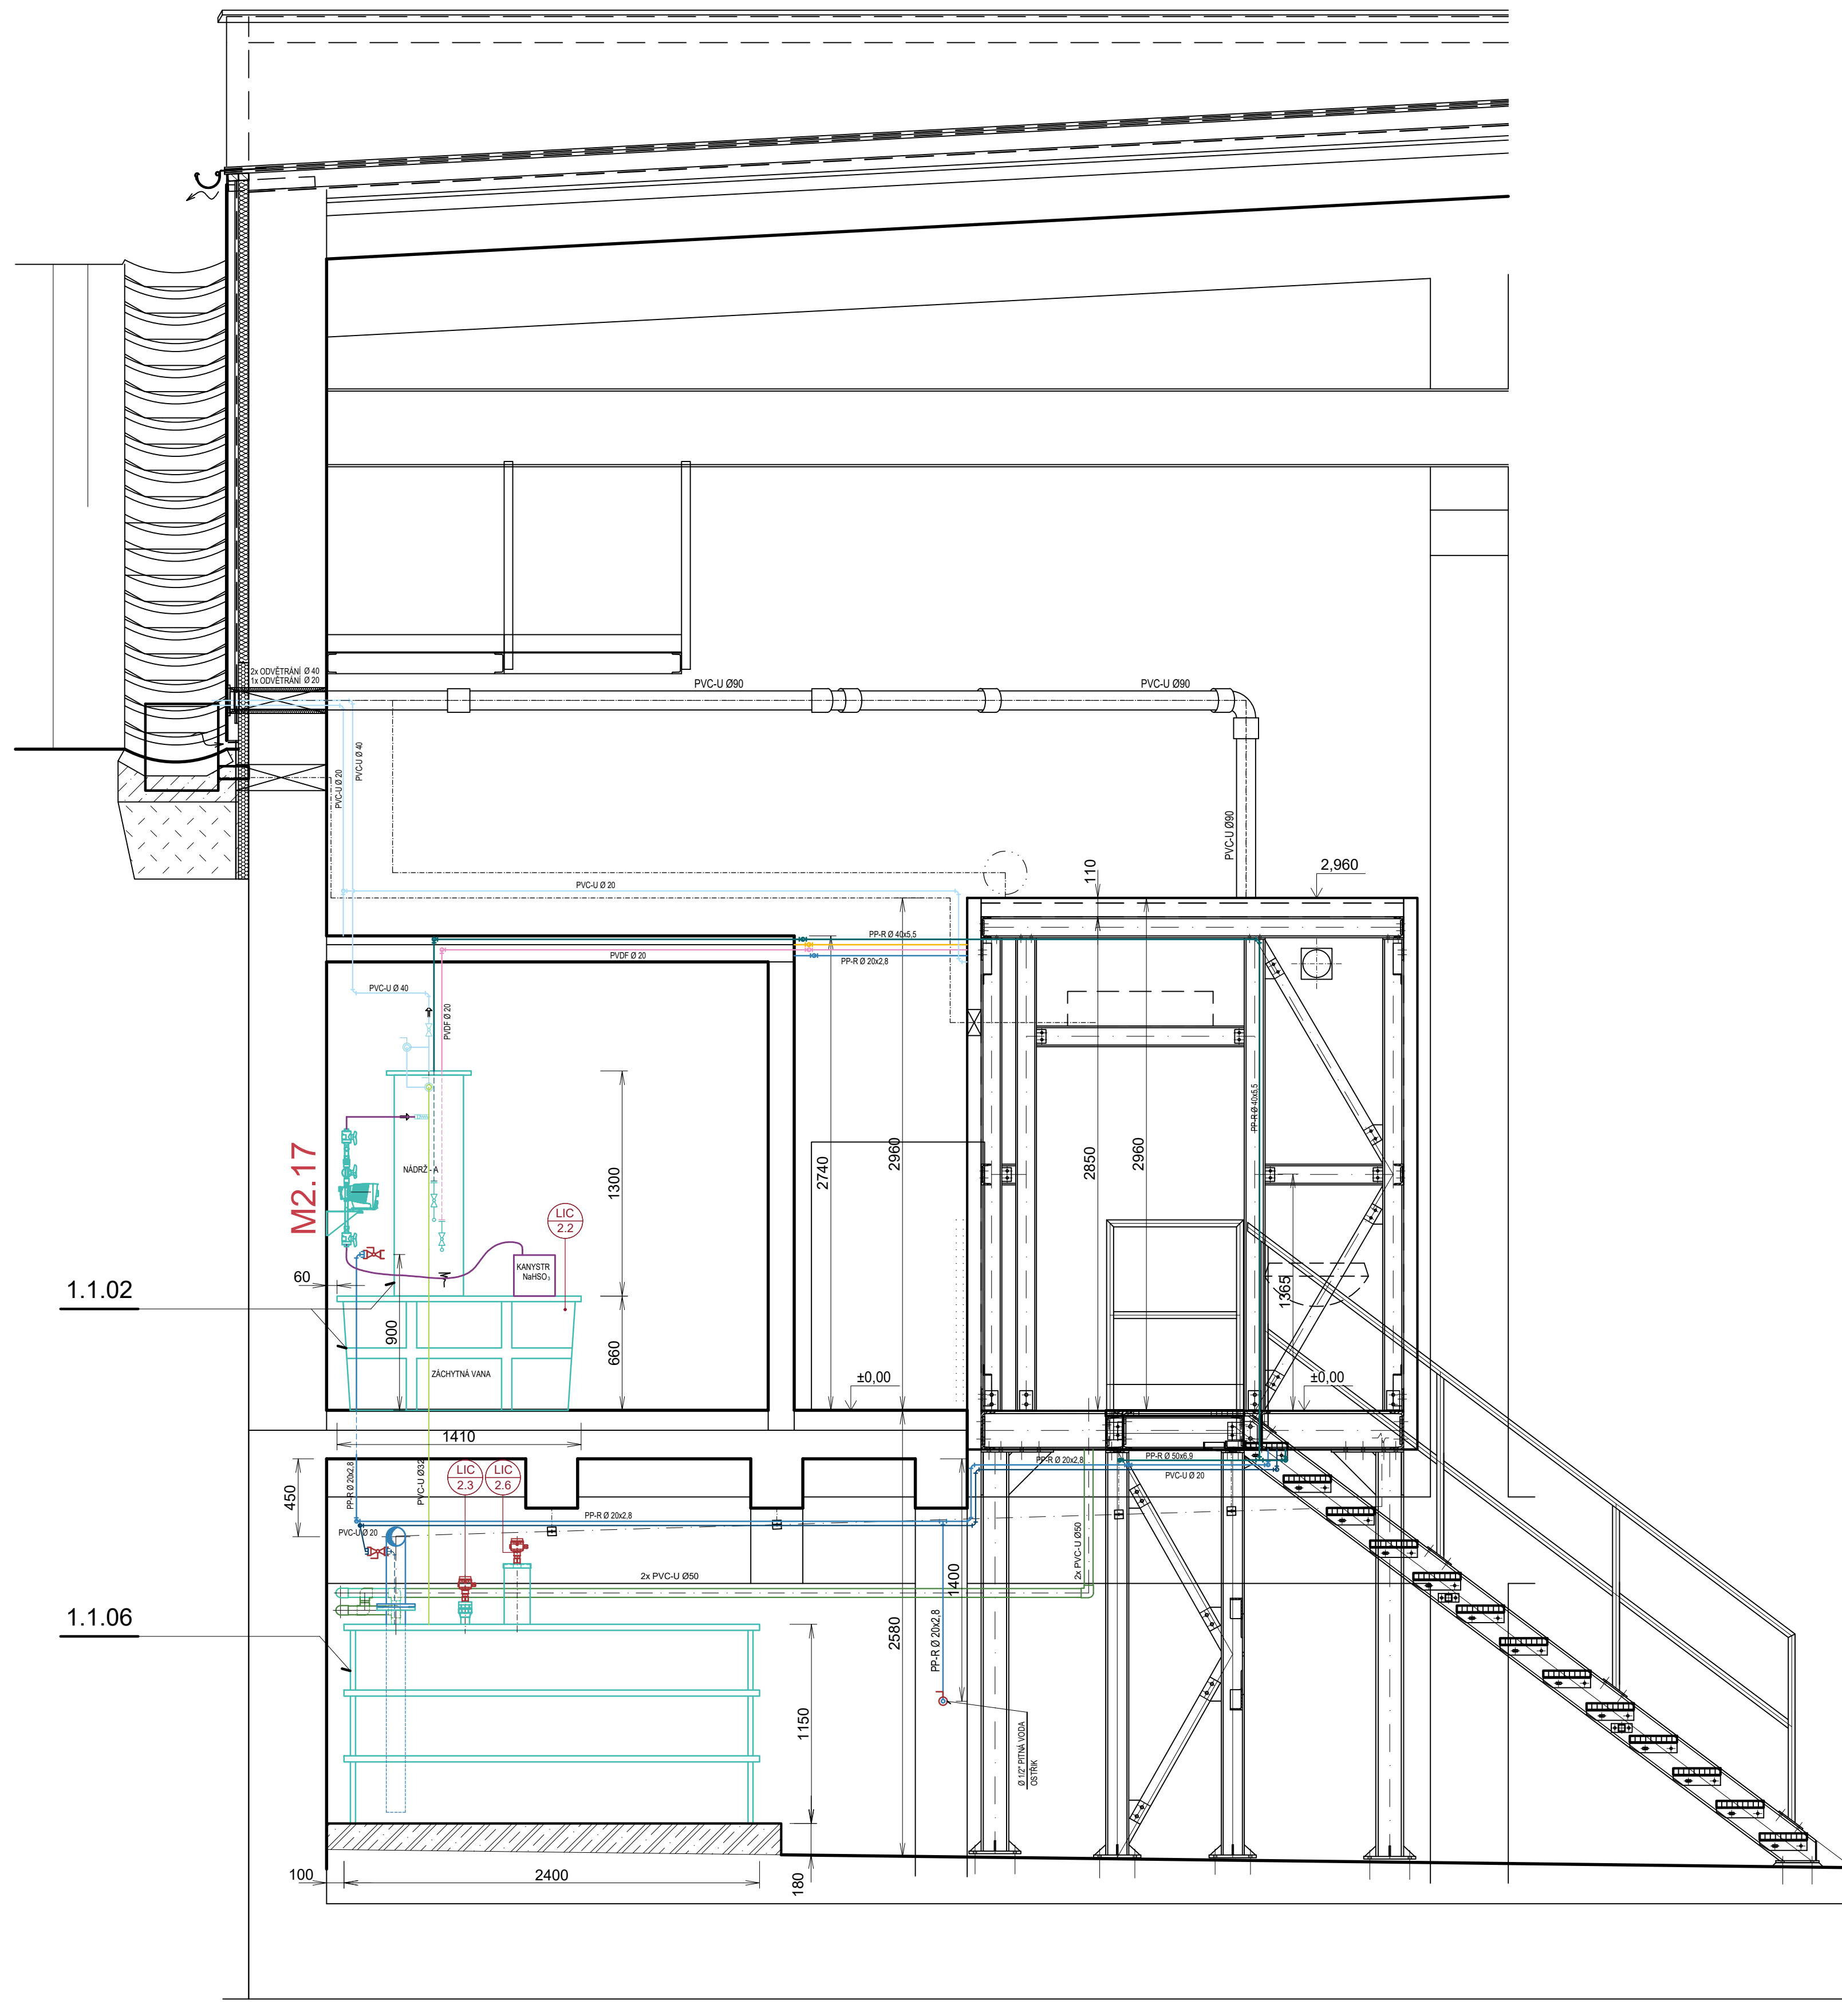 2x ODVĚTRÁNÍ Ø 40
1x ODVĚTRÁNÍ Ø 20
PVC-U Ø90
PVC-U Ø90
PVC-U Ø 40
PVC-U Ø 20
PVC-U Ø90
2,960
110
PVC-U Ø 20
PP-R Ø 40x5,5
PVDF Ø 20
PP-R Ø 20x2,8
PVC-U Ø 40
PVDF Ø 20
PP-R Ø 40x5,5
M2.17
NÁDRŽ - A
1300
2740
2960
2850
2960
LIC
2.2
KANYSTR
NaHSO₃
60
1.1.02
900
660
1365
ZÁCHYTNÁ VANA
±0,00
±0,00
1410
PP-R Ø 20x2,8
PVC-U Ø32
LIC
2.3
LIC
2.6
450
PP-R Ø 20x2,8
PP-R Ø 50x6,9
PVC-U Ø 20
PP-R Ø 20x2,8
PVC-U Ø 20
2x PVC-U Ø50
2x PVC-U Ø50
1400
1.1.06
2580
PP-R Ø 20x2,8
1150
Ø 1/2" PITNÁ VODA
OSTŘIK
100
2400
180